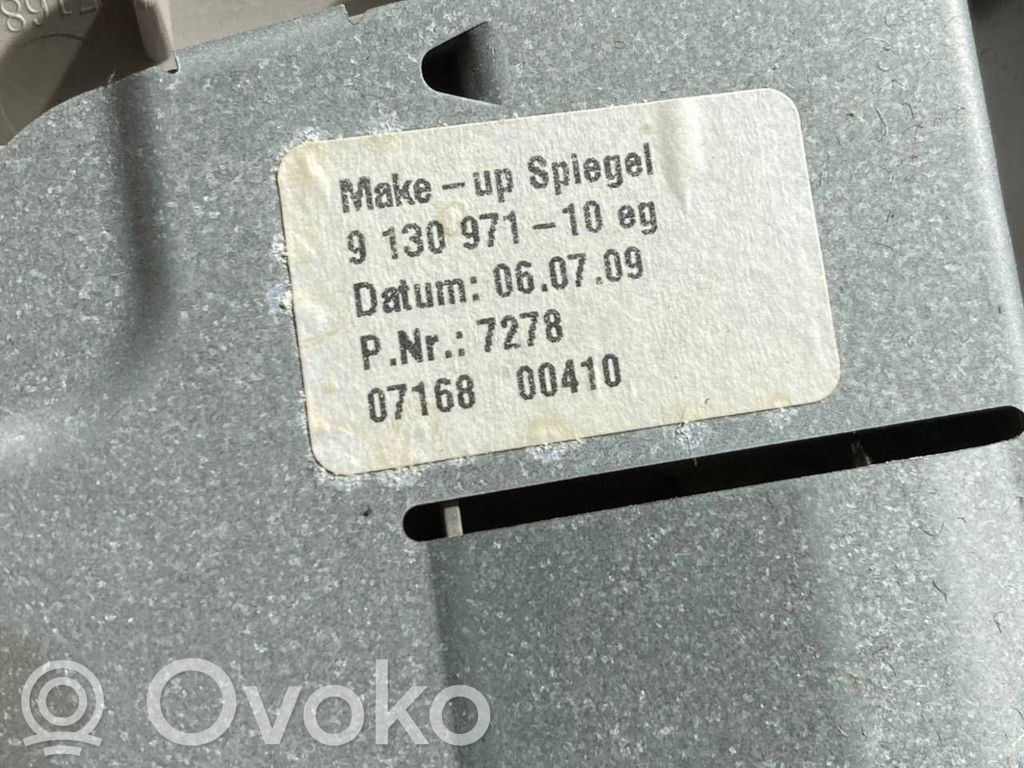 Make-up Spiegel
9 130 971-10 eg
Datum: 06.07.09
P.Nr.: 7278
07168 00410
R Ovoko ®